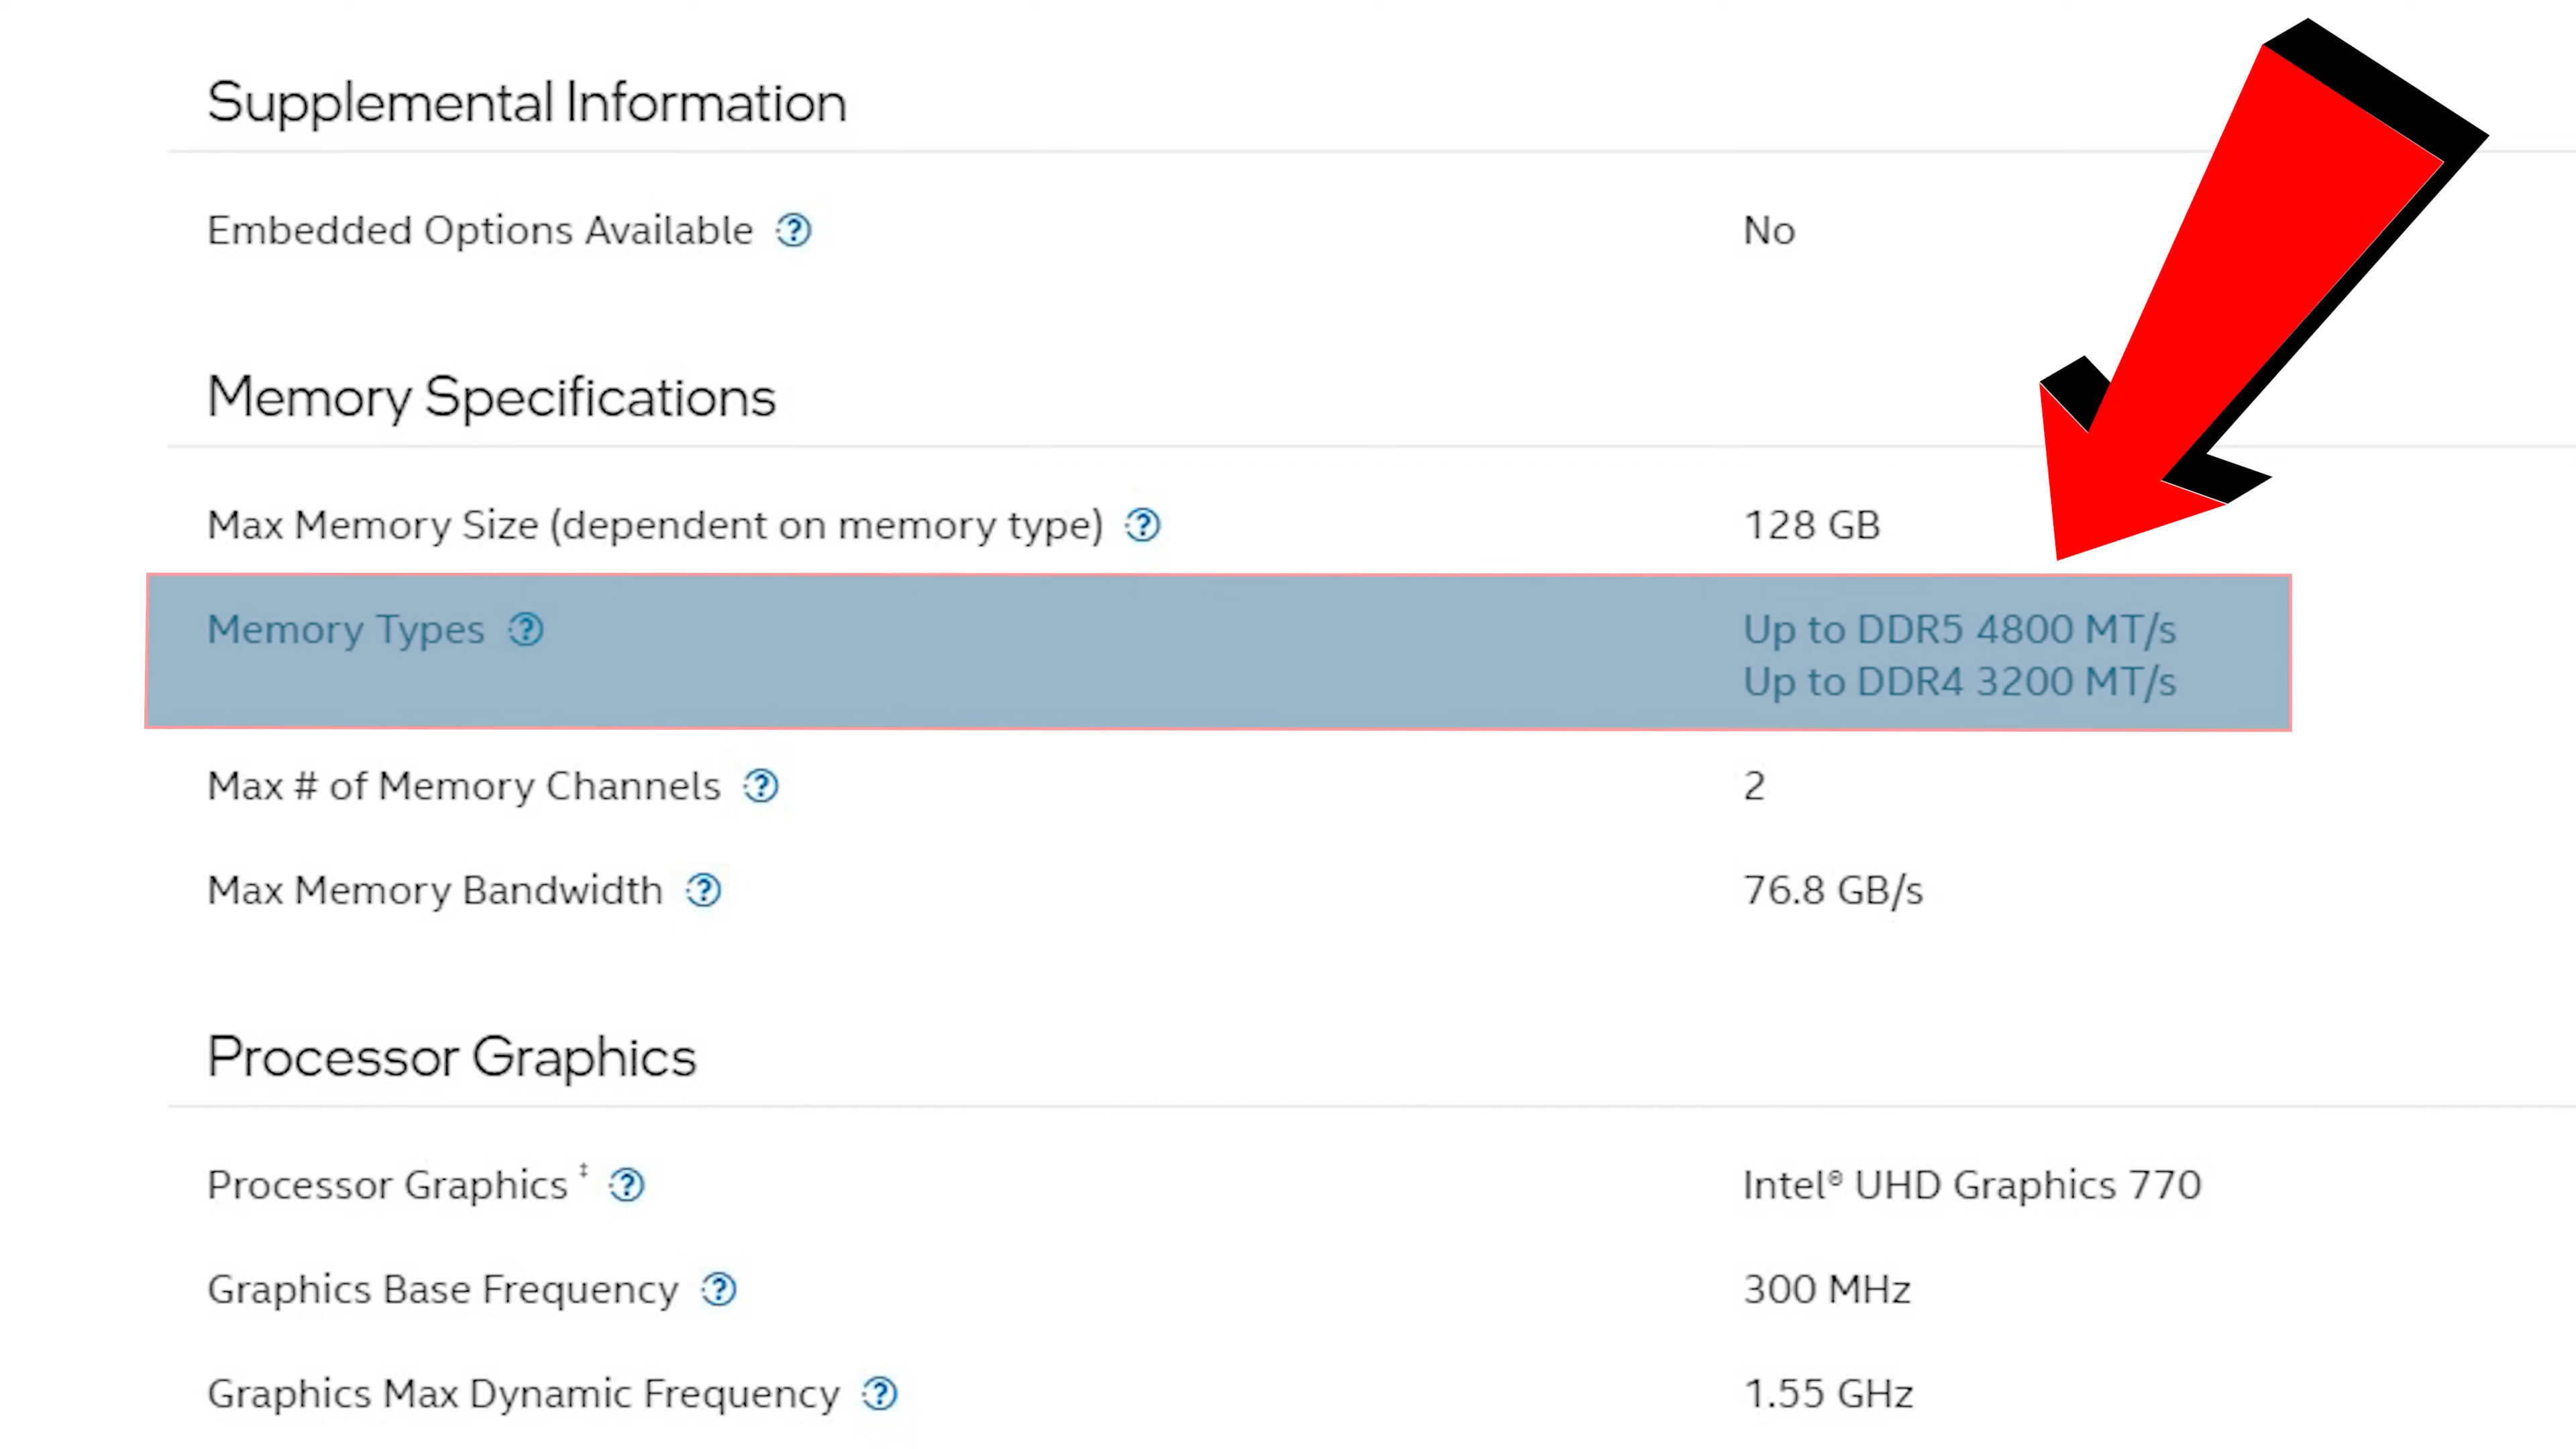 Supplemental Information
Embedded Options Available No
Memory Specifications
Max Memory Size (dependent on memory type) 128 GB
Memory Types Up to DDR5 4800 MT/s
Up to DDR4 3200 MT/s
Max # of Memory Channels 2
Max Memory Bandwidth 76.8 GB/s
Processor Graphics
Processor Graphics ‡ Intel® UHD Graphics 770
Graphics Base Frequency 300 MHz
Graphics Max Dynamic Frequency 1.55 GHz